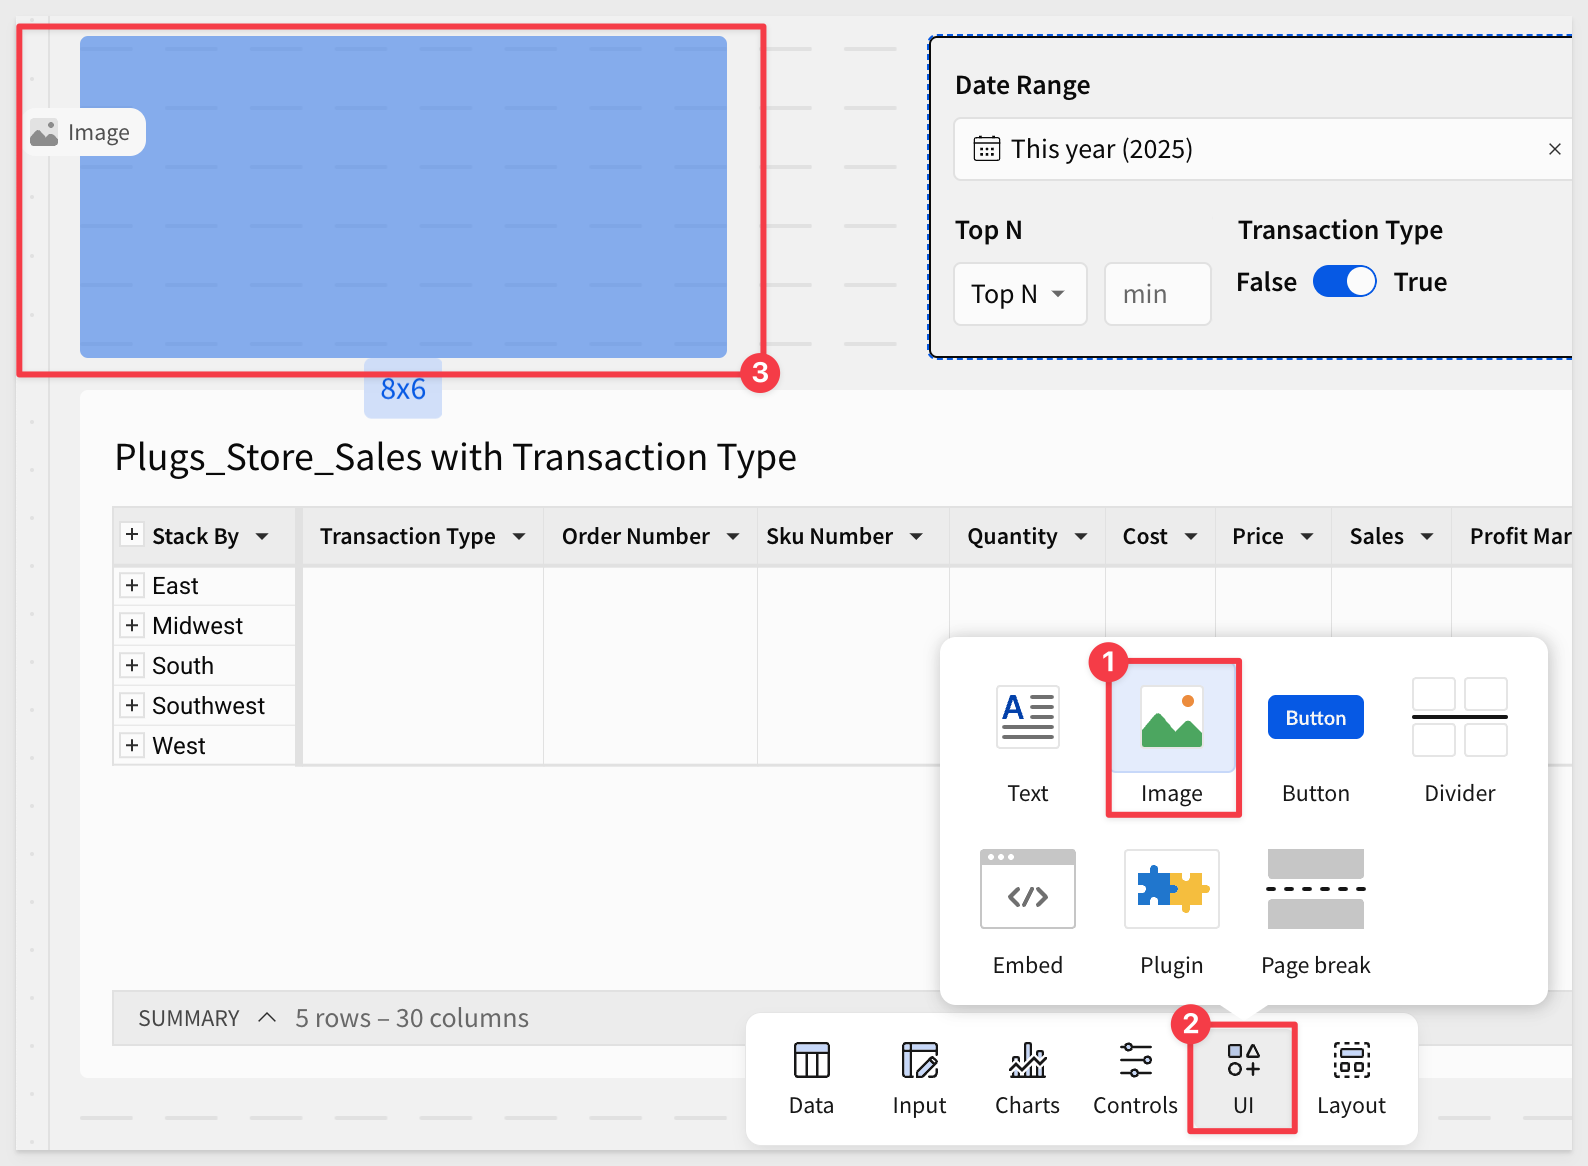 Image
8x6
3
Date Range
This year (2025)
Top N
Transaction Type
Top N
min
False
True
Plugs_Store_Sales with Transaction Type
Stack By
Transaction Type
Order Number
Sku Number
Quantity
Cost
Price
Sales
Profit Mar
East
Midwest
South
Southwest
West
1
A
Text
Image
Button
Button
Divider
</>
Embed
Plugin
Page break
SUMMARY
5 rows – 30 columns
2
Data
Input
Charts
Controls
UI
Layout